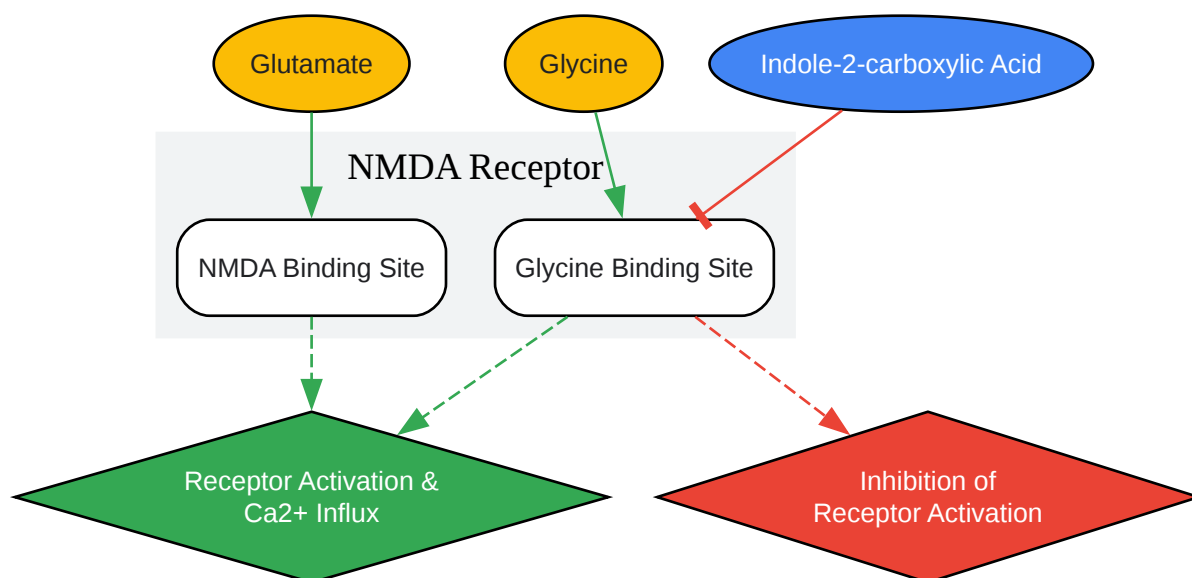 Glutamate
Glycine
Indole-2-carboxylic Acid
NMDA Receptor
NMDA Binding Site
Glycine Binding Site
Receptor Activation &
Ca2+ Influx
Inhibition of
Receptor Activation